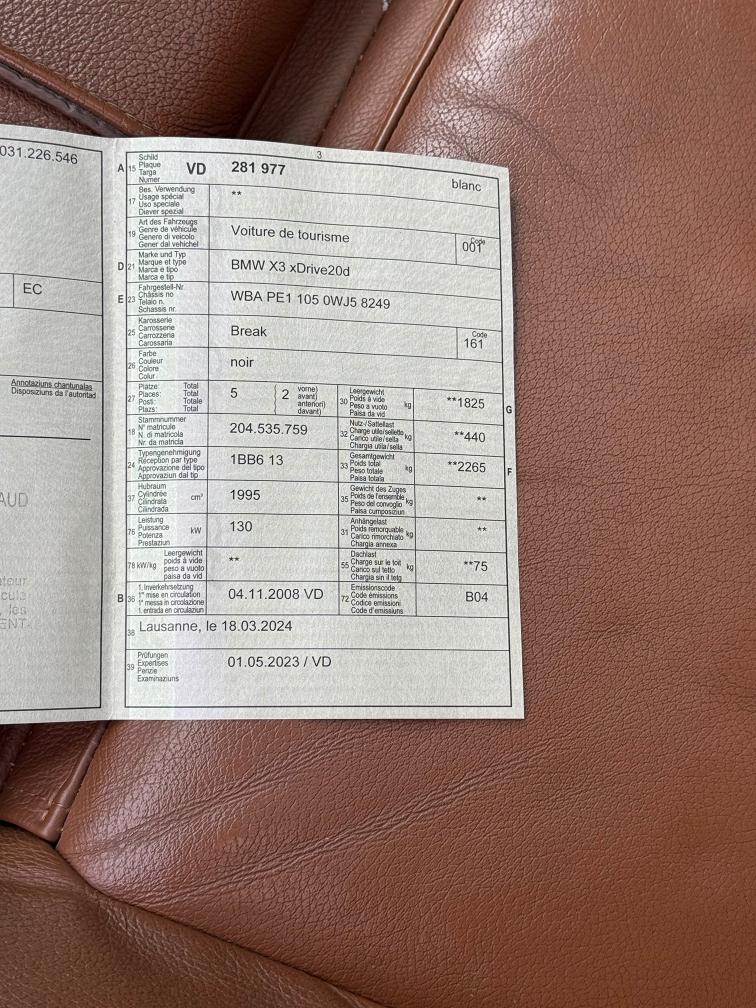 031.226.546
EC
Annotaziuns chantunalas
Disposiziuns da l'autoritad
AUD
ateur
cule
, les
ENT.
3
A 15 Schild
Plaque
Targa
Numer
VD 281 977 blanc
17 Bes. Verwendung
Usage spécial
Uso speciale
Diever spezial
**
19 Art des Fahrzeugs
Genre de véhicule
Genere di veicolo
Gener dal vehichel
Voiture de tourisme
Code
001
D 21 Marke und Typ
Marque et type
Marca e tipo
Marca e tip
BMW X3 xDrive20d
E 23 Fahrgestell-Nr.
Châssis no
Telaio n.
Schassis nr.
WBA PE1 105 0WJ5 8249
25 Karosserie
Carrosserie
Carrozzeria
Carossaria
Break
Code
161
26 Farbe
Couleur
Colore
Colur
noir
27 Plätze: Total
Places: Total
Posti: Totale
Plazs: Total
5
2 vorne)
avant)
anteriori)
davant)
30 Leergewicht
Poids à vide
Peso a vuoto
Paisa da vid
kg
**1825
G
18 Stammnummer
N° matricule
N. di matricola
Nr. da matricla
204.535.759
32 Nutz-/Sattellast
Charge utile/sellette
Carico utile/sella
Chargia utila/sella
kg
**440
24 Typengenehmigung
Réception par type
Approvazione del tipo
Approvaziun dal tip
1BB6 13
33 Gesamtgewicht
Poids total
Peso totale
Paisa totala
kg
**2265
F
37 Hubraum
Cylindrée
Cilindrata
Cilindrada
cm³
1995
35 Gewicht des Zuges
Poids de l'ensemble
Peso del convoglio
Paisa cumposiziun
kg
**
76 Leistung
Puissance
Potenza
Prestaziun
kW
130
31 Anhängelast
Poids remorquable
Carico rimorchiato
Chargia annexa
kg
**
78 kW/kg
Leergewicht
poids à vide
peso a vuoto
paisa da vid
**
55 Dachlast
Charge sur le toit
Carico sul tetto
Chargia sin il tetg
kg
**75
B 36 1. Inverkehrsetzung
1re mise en circulation
1a messa in circolazione
1. entrada en circulaziun
04.11.2008 VD
72 Emissionscode
Code émissions
Codice emissioni
Code d'emissiuns
B04
38 Lausanne, le 18.03.2024
39 Prüfungen
Expertises
Perizie
Examinaziuns
01.05.2023 / VD